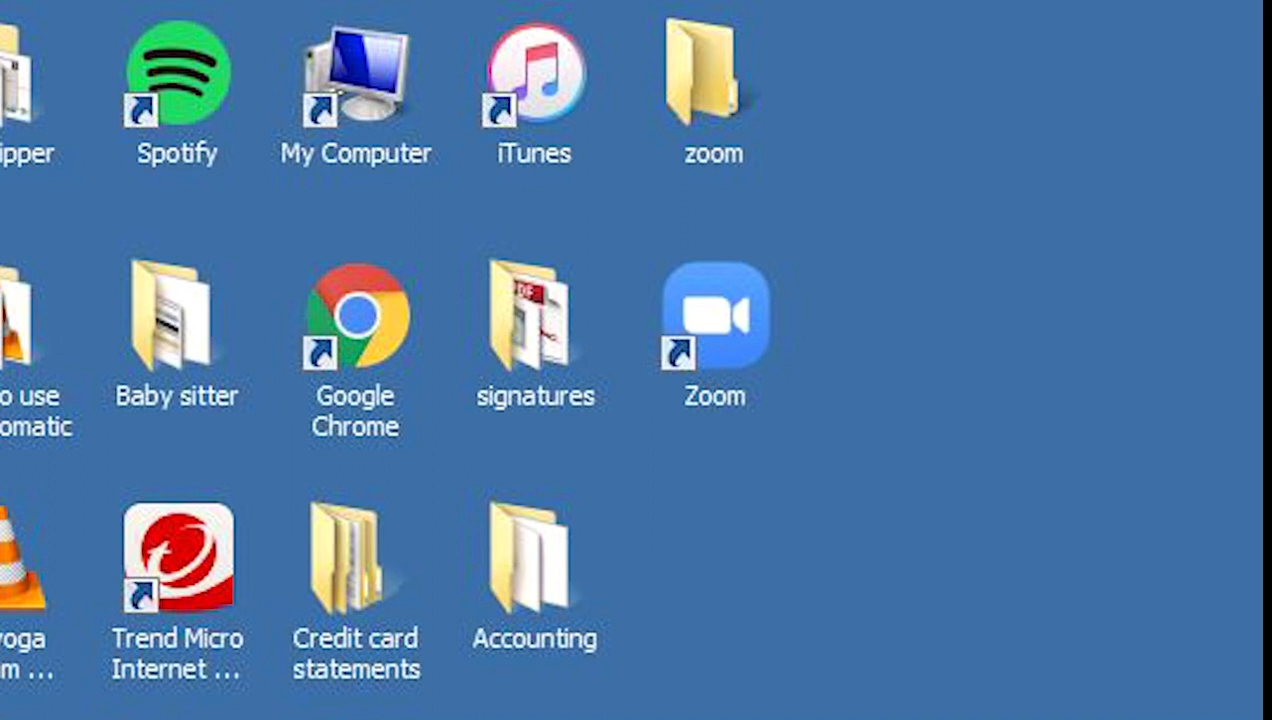 ipper
Spotify
My Computer
iTunes
zoom
o use
omatic
Baby sitter
Google
Chrome
signatures
Zoom
yoga
m ...
Trend Micro
Internet ...
Credit card
statements
Accounting